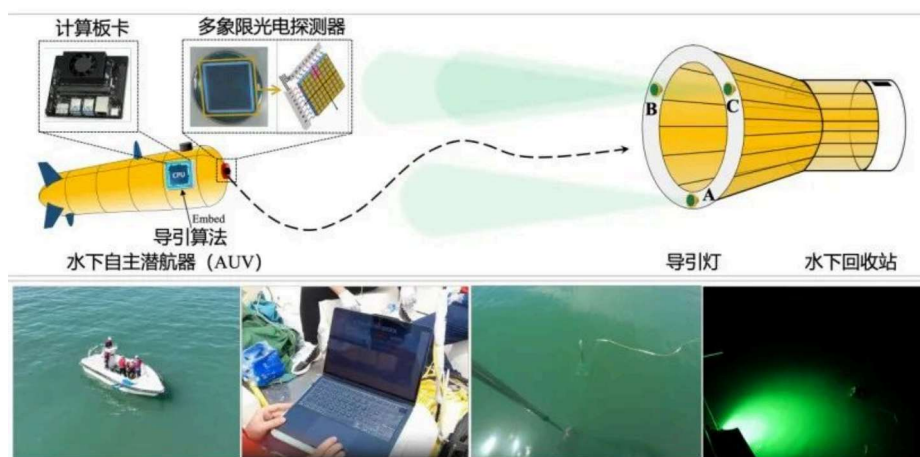 计算板卡
多象限光电探测器
B
C
A
CPU
Embed
导引算法
水下自主潜航器（AUV）
导引灯
水下回收站